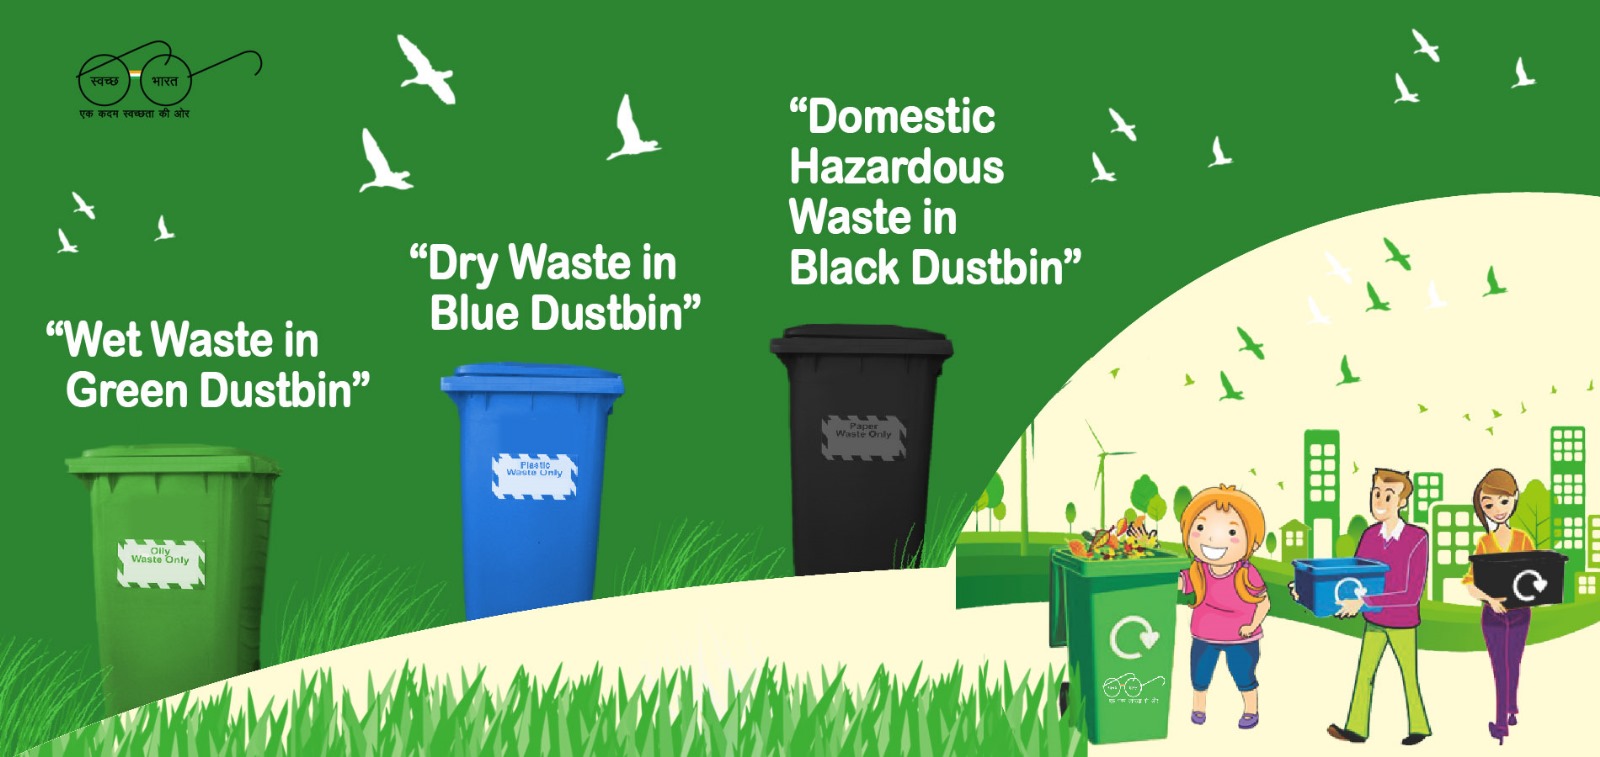 स्वच्छ भारत
एक कदम स्वच्छता की ओर
“Domestic
Hazardous
Waste in
Black Dustbin”
“Dry Waste in
Blue Dustbin”
“Wet Waste in
Green Dustbin”
Paper
Waste Only
Plastic
Waste Only
Oily
Waste Only